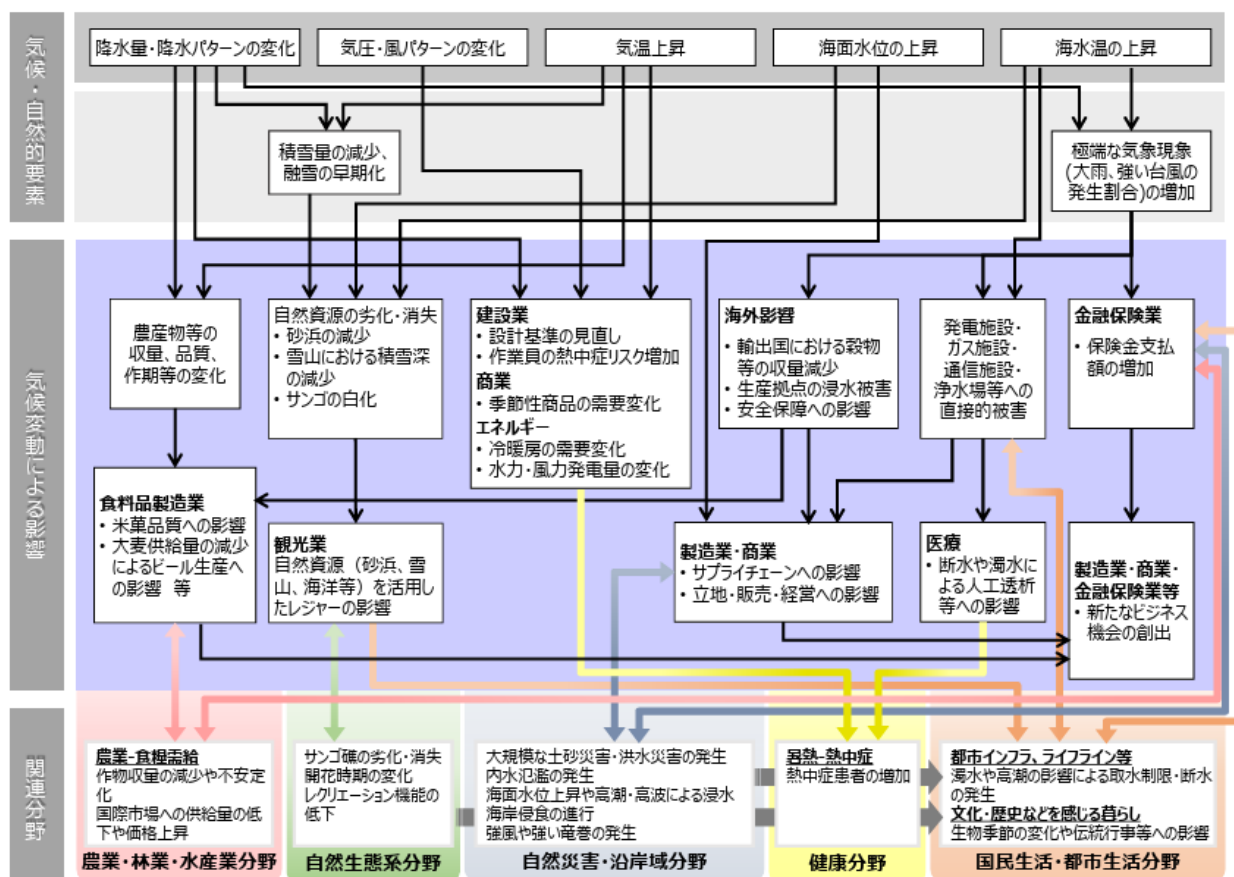 気候・自然的要素
降水量・降水パターンの変化
気圧・風パターンの変化
気温上昇
海面水位の上昇
海水温の上昇
積雪量の減少、
融雪の早期化
極端な気象現象
(大雨、強い台風の
発生割合)の増加
気候変動による影響
農産物等の
収量、品質、
作期等の変化
自然資源の劣化・消失
• 砂浜の減少
• 雪山における積雪深
の減少
• サンゴの白化
建設業
• 設計基準の見直し
• 作業員の熱中症リスク増加
商業
• 季節性商品の需要変化
エネルギー
• 冷暖房の需要変化
• 水力・風力発電量の変化
海外影響
• 輸出国における穀物
等の収量減少
• 生産拠点の浸水被害
• 安全保障への影響
発電施設・
ガス施設・
通信施設・
浄水場等への
直接的被害
金融保険業
• 保険金支払
額の増加
食料品製造業
• 米菓品質への影響
• 大麦供給量の減少
によるビール生産へ
の影響 等
観光業
自然資源（砂浜、雪
山、海洋等）を活用し
たレジャーの影響
製造業・商業
• サプライチェーンへの影響
• 立地・販売・経営への影響
医療
• 断水や濁水に
よる人工透析
等への影響
製造業・商業・
金融保険業等
• 新たなビジネス
機会の創出
関連分野
農業-食糧需給
作物収量の減少や不安定
化
国際市場への供給量の低
下や価格上昇
農業・林業・水産業分野
サンゴ礁の劣化・消失
開花時期の変化
レクリエーション機能の
低下
自然生態系分野
大規模な土砂災害・洪水災害の発生
内水氾濫の発生
海面水位上昇や高潮・高波による浸水
海岸侵食の進行
強風や強い竜巻の発生
自然災害・沿岸域分野
暑熱-熱中症
熱中症患者の増加
健康分野
都市インフラ、ライフライン等
濁水や高潮の影響による取水制限・断水
の発生
文化・歴史などを感じる暮らし
生物季節の変化や伝統行事等への影響
国民生活・都市生活分野